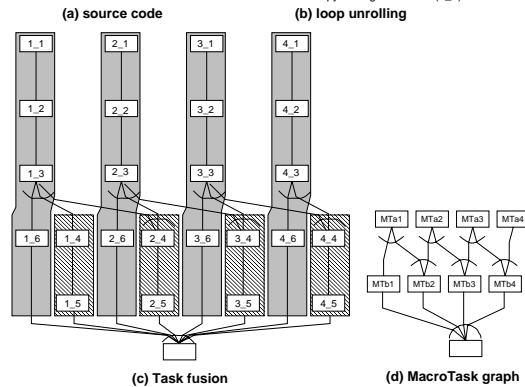 (a) source code (b) loop unrolling
1_1 2_1 3_1 4_1
1_2 2_2 3_2 4_2
1_3 2_3 3_3 4_3
MTa1 MTa2 MTa3 MTa4
1_6 1_4 2_6 2_4 3_6 3_4 4_6 4_4
MTb1 MTb2 MTb3 MTb4
1_5 2_5 3_5 4_5
(c) Task fusion (d) MacroTask graph